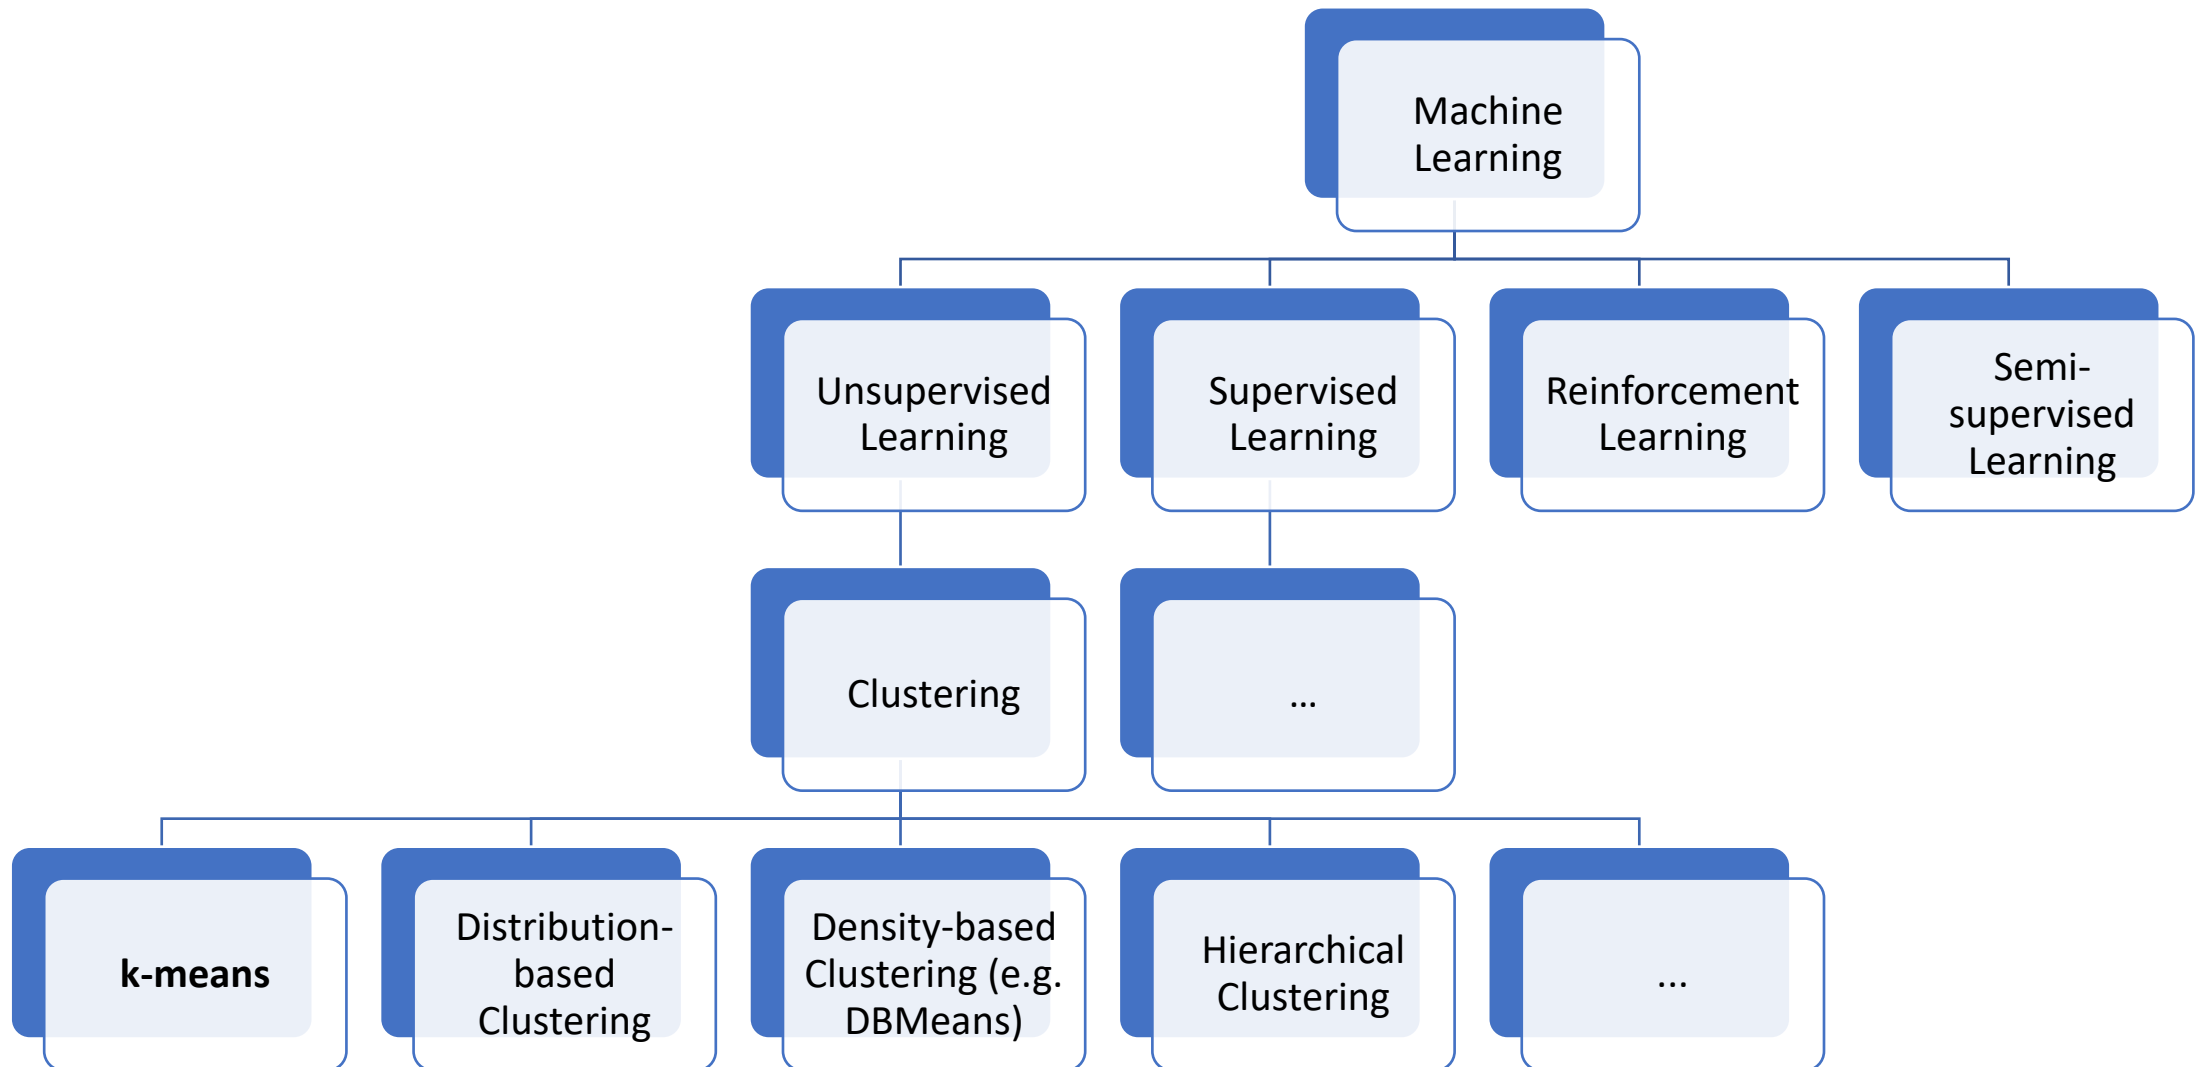 Machine
Learning
Unsupervised
Learning
Supervised
Learning
Reinforcement
Learning
Semi-
supervised
Learning
Clustering
...
k-means
Distribution-
based
Clustering
Density-based
Clustering (e.g.
DBMeans)
Hierarchical
Clustering
...